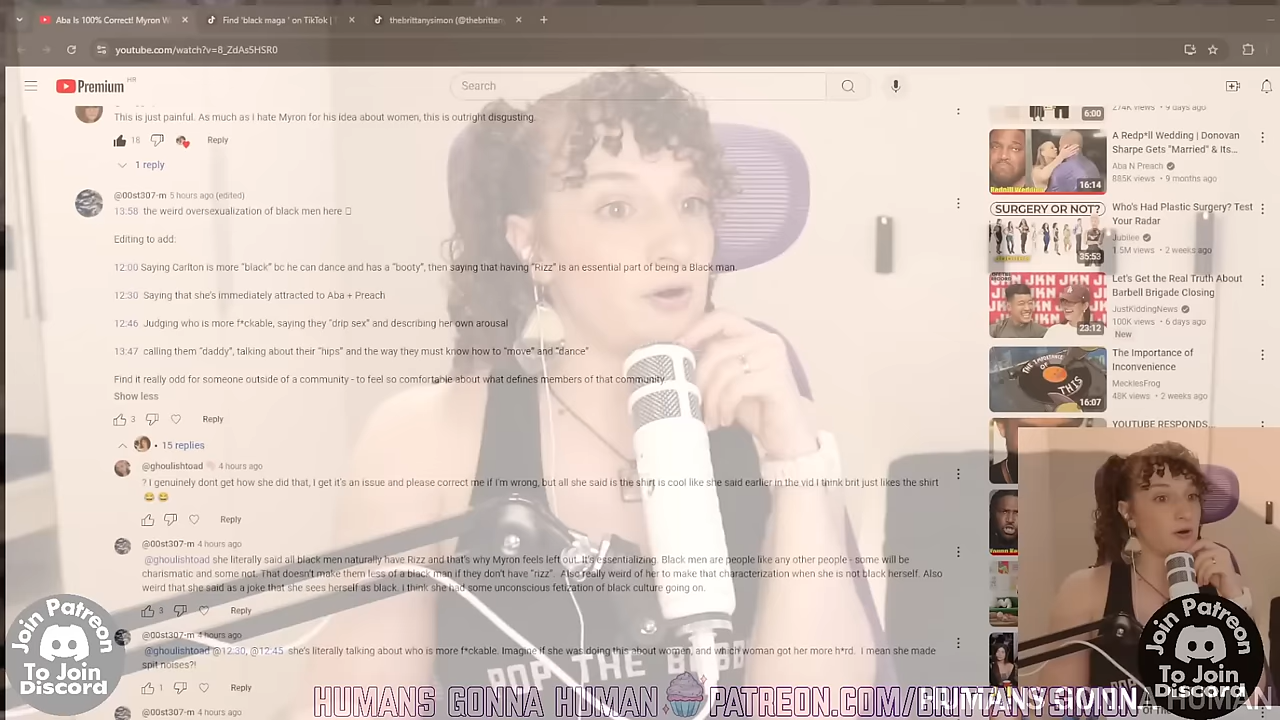 Aba Is 100% Correct! Myron W
Find 'black maga ' on TikTok |
thebrittanysimon (@thebrittany
youtube.com/watch?v=8_ZdAs5HSR0
Premium
HR
Search
This is just painful. As much as I hate Myron for his idea about women, this is outright disgusting.
18 Reply
1 reply
@00st307-m 5 hours ago (edited)
13:58 the weird oversexualization of black men here
Editing to add:
12:00 Saying Carlton is more "black" bc he can dance and has a "booty", then saying that having "Rizz" is an essential part of being a Black man.
12:30 Saying that she's immediately attracted to Aba + Preach
12:46 Judging who is more f*ckable, saying they "drip sex" and describing her own arousal
13:47 calling them "daddy", talking about their "hips" and the way they must know how to "move" and "dance"
Find it really odd for someone outside of a community - to feel so comfortable about what defines members of that community
Show less
3 Reply
15 replies
@ghoulishtoad 4 hours ago
? I genuinely dont get how she did that, I get it's an issue and please correct me if I'm wrong, but all she said is the shirt is cool like she said earlier in the vid I think brit just likes the shirt
😂😂
Reply
@00st307-m 4 hours ago
@ghoulishtoad she literally said all black men naturally have Rizz and that's why Myron feels left out. It's essentializing. Black men are people like any other people - some will be
charismatic and some not. That doesn't make them less of a black man if they don't have "rizz". Also really weird of her to make that characterization when she is not black herself. Also
weird that she said as a joke that she sees herself as black. I think she had some unconscious fetization of black culture going on.
3 Reply
@00st307-m 4 hours ago
@ghoulishtoad @12:30, @12:45 she's literally talking about who is more f*ckable. Imagine if she was doing this about women, and which woman got her more h*rd. I mean she made
spit noises?!
1 Reply
@00st307-m 4 hours ago
274K views • 9 days ago
6:00
A Redp*ll Wedding | Donovan
Sharpe Gets "Married" & Its...
Aba N Preach
885K views • 9 months ago
16:14
SURGERY OR NOT?
Who's Had Plastic Surgery? Test
Your Radar
Jubilee
1.5M views • 2 weeks ago
35:53
JKN JKN JKN
Let's Get the Real Truth About
Barbell Brigade Closing
JustKiddingNews
100K views • 6 days ago
New
23:12
THE IMPORTANCE OF
THIS
The Importance of
Inconvenience
MecklesFrog
48K views • 2 weeks ago
16:07
YOUTUBE RESPONDS...
Join Patreon
To Join
Discord
POP THE
Join Patreon
To Join
Discord
HUMANS GONNA HUMAN PATREON.COM/BRITTANYSIMON